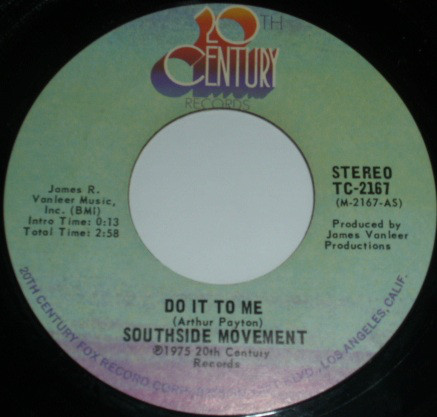 20TH
CENTURY
RECORDS
James R.
Vanleer Music,
Inc. (BMI)
Intro Time: 0:13
Total Time: 2:58
STEREO
TC-2167
(M-2167-AS)
Produced by
James Vanleer
Productions
DO IT TO ME
(Arthur Payton)
SOUTHSIDE MOVEMENT
℗1975 20th Century
Records
20TH CENTURY FOX RECORD CORP. BLVD., LOS ANGELES, CALIF.